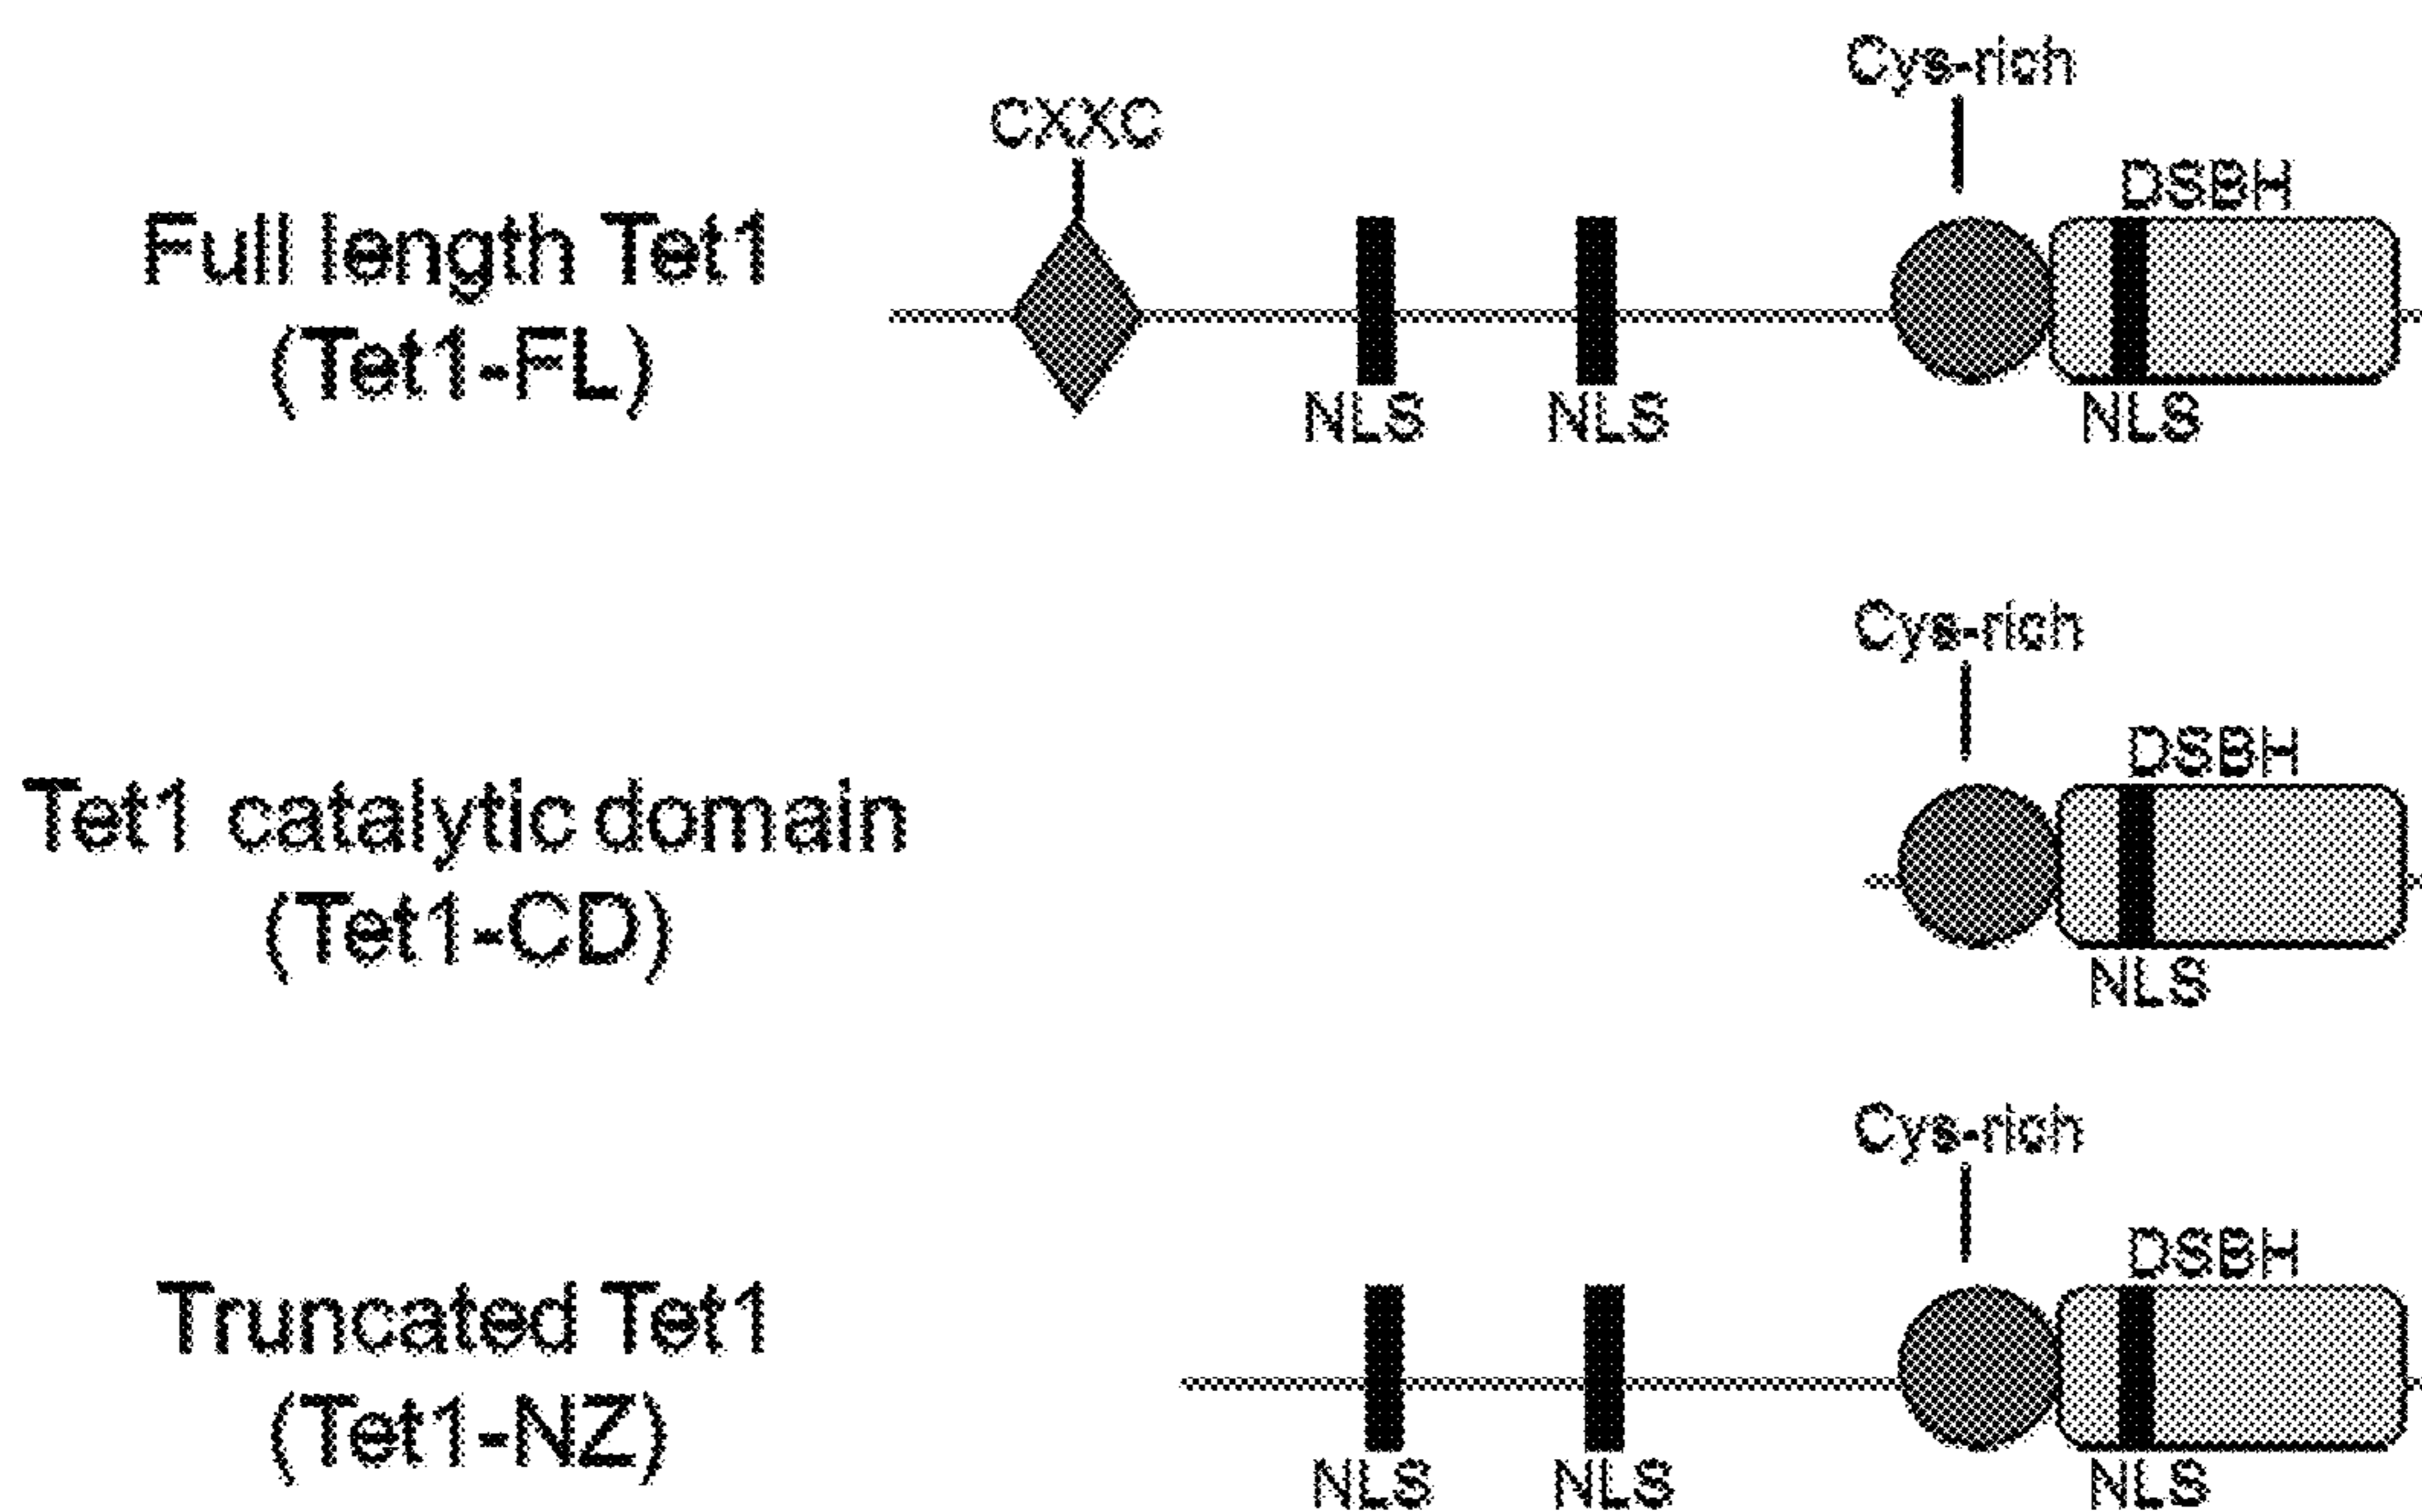 Cys-rich
CXXC
DSBH
Full length Tet1
(Tet1-FL)
NLS NLS NLS
Cys-rich
DSBH
Tet1 catalytic domain
(Tet1-CD)
NLS
Cys-rich
DSBH
Truncated Tet1
(Tet1-NZ)
NLS NLS NLS